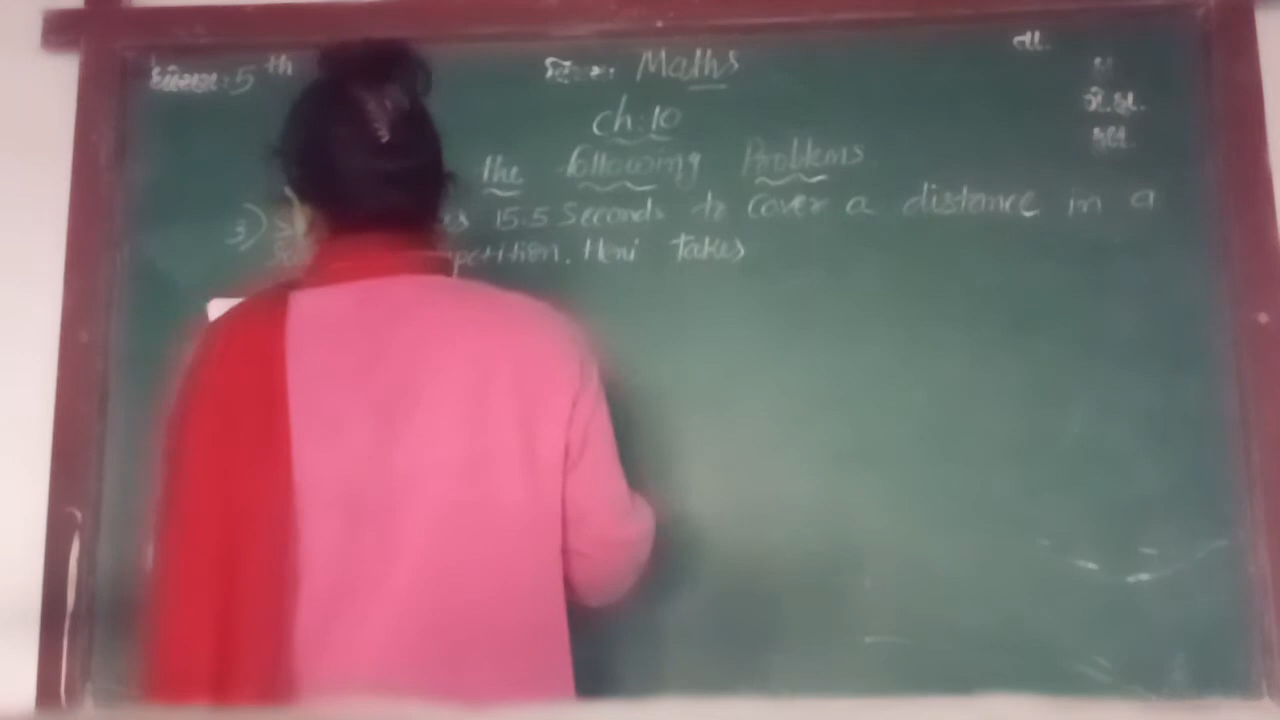 ધોરણ: 5th
વિષય: Maths
તા.
Ch:10
the following Problems
3) 15.5 Seconds to cover a distance in a
petition. Heni takes